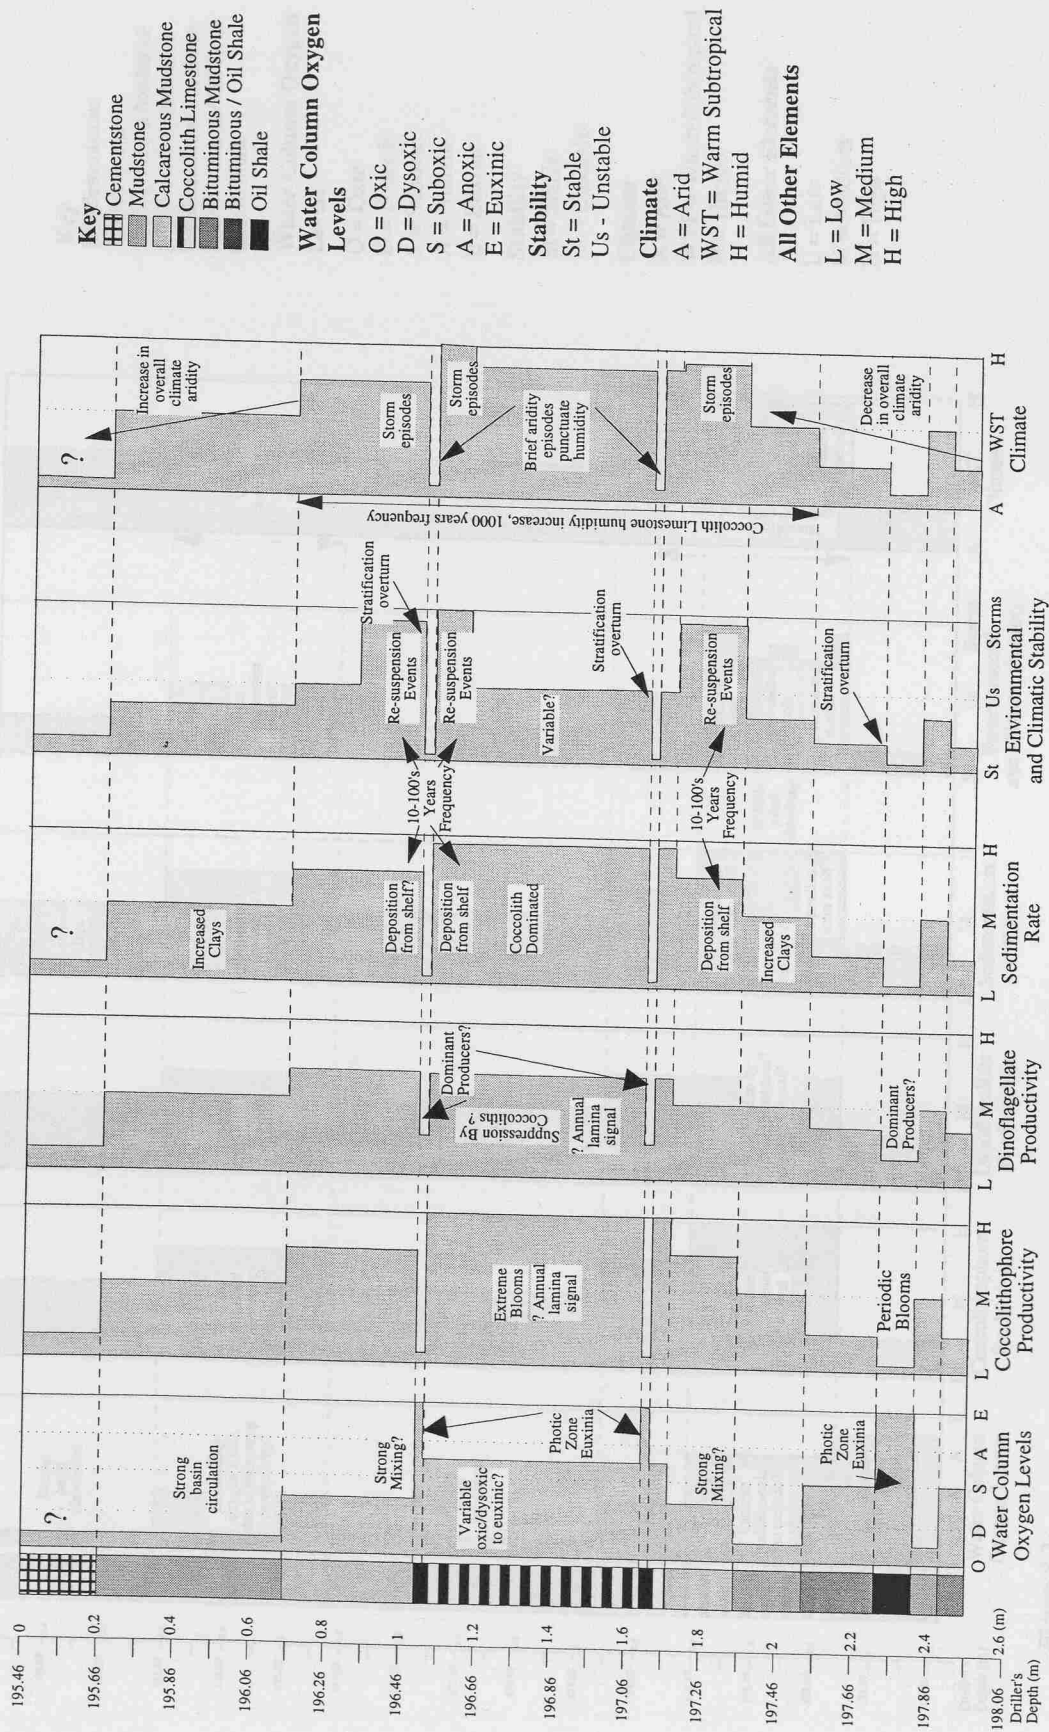 Key
Cementstone
Mudstone
Calcareous Mudstone
Coccolith Limestone
Bituminous Mudstone
Bituminous / Oil Shale
Oil Shale
Water Column Oxygen
Levels
O = Oxic
D = Dysoxic
S = Suboxic
A = Anoxic
E = Euxinic
Stability
St = Stable
Us - Unstable
Climate
A = Arid
WST = Warm Subtropical
H = Humid
All Other Elements
L = Low
M = Medium
H = High
?
Increase in
overall
climate
aridity
Storm
episodes
Storm
episodes
Brief aridity
episodes
punctuate
humidity
Storm
episodes
Decrease
in overall
climate
aridity
A WST H
Climate
Coccolith Limestone humidity increase, 1000 years frequency
Stratification
overturn
Re-suspension
Events
Re-suspension
Events
Variable?
Stratification
overturn
Re-suspension
Events
Stratification
overturn
St Us Storms
Environmental
and Climatic Stability
10-100's
Years
Frequency
10-100's
Years
Frequency
?
Increased
Clays
Deposition
from shelf?
Deposition
from shelf
Coccolith
Dominated
Deposition
from shelf
Increased
Clays
L M H
Sedimentation
Rate
Dominant
Producers?
Suppression By
Coccoliths ?
? Annual
lamina
signal
Dominant
Producers?
L M H
Dinoflagellate
Productivity
Extreme
Blooms
? Annual
lamina
signal
Periodic
Blooms
L M H
Coccolithophore
Productivity
?
Strong
basin
circulation
Strong
Mixing?
Variable
oxic/dysoxic
to euxinic?
Photic
Zone
Euxinia
Strong
Mixing?
Photic
Zone
Euxinia
O D S A E
Water Column
Oxygen Levels
0
0.2
0.4
0.6
0.8
1
1.2
1.4
1.6
1.8
2
2.2
2.4
2.6 (m)
195.46
195.66
195.86
196.06
196.26
196.46
196.66
196.86
197.06
197.26
197.46
197.66
197.86
198.06
Driller's
Depth (m)